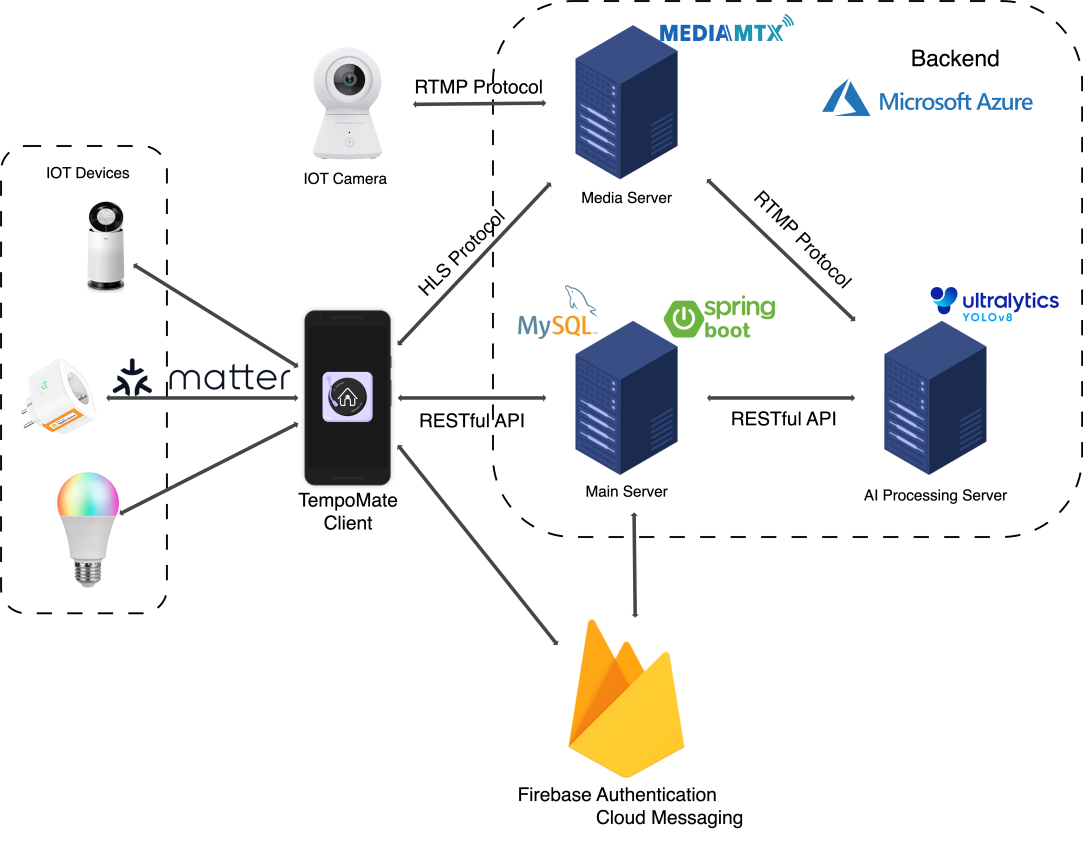 MEDIAMTX
Backend
Microsoft Azure
RTMP Protocol
IOT Devices
IOT Camera
Media Server
HLS Protocol
RTMP Protocol
MySQL
spring
boot
ultralytics
YOLOv8
matter
RESTful API
RESTful API
TempoMate
Client
Main Server
AI Processing Server
Firebase Authentication
Cloud Messaging